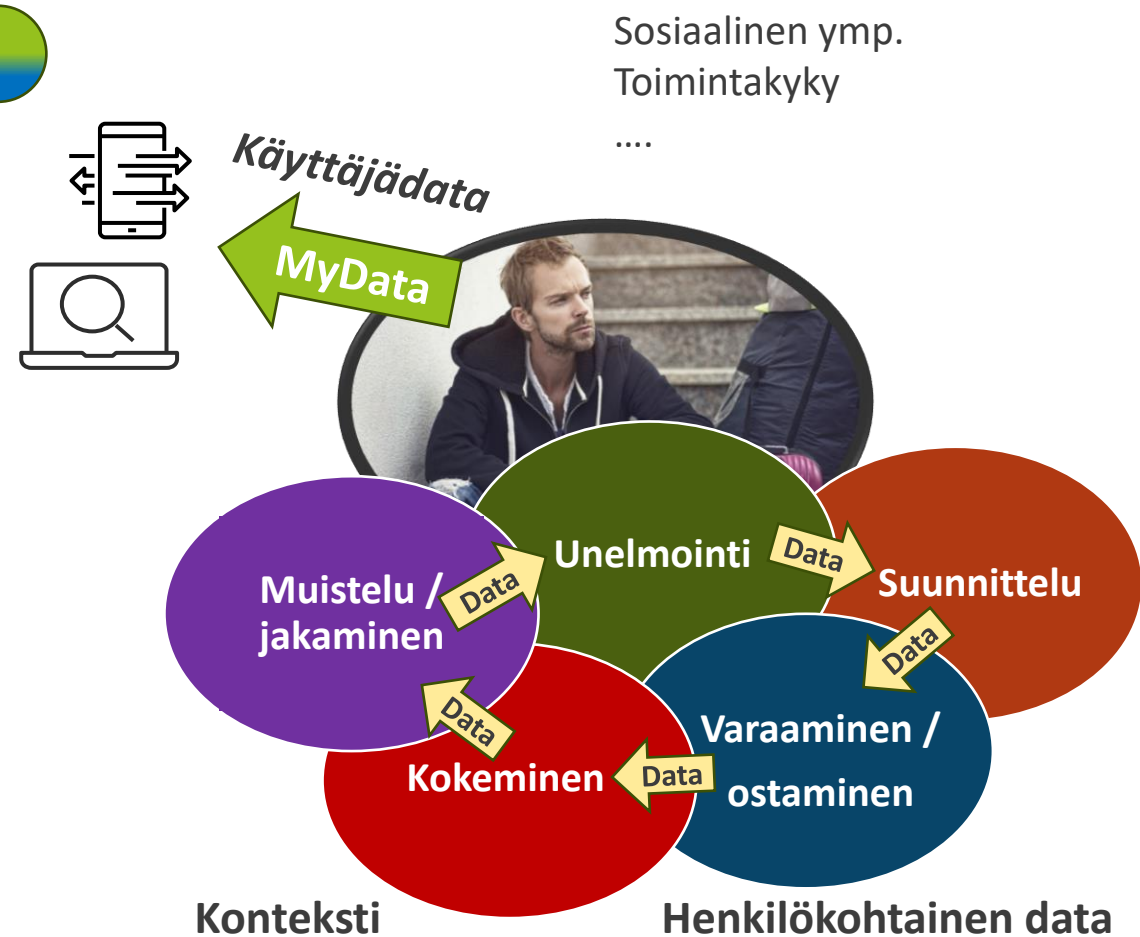 Sosiaalinen ymp.
Toimintakyky
....
Käyttäjädata
MyData
Unelmointi
Data
Suunnittelu
Muistelu /
jakaminen
Data
Data
Varaaminen /
ostaminen
Data
Kokeminen
Data
Konteksti
Henkilökohtainen data